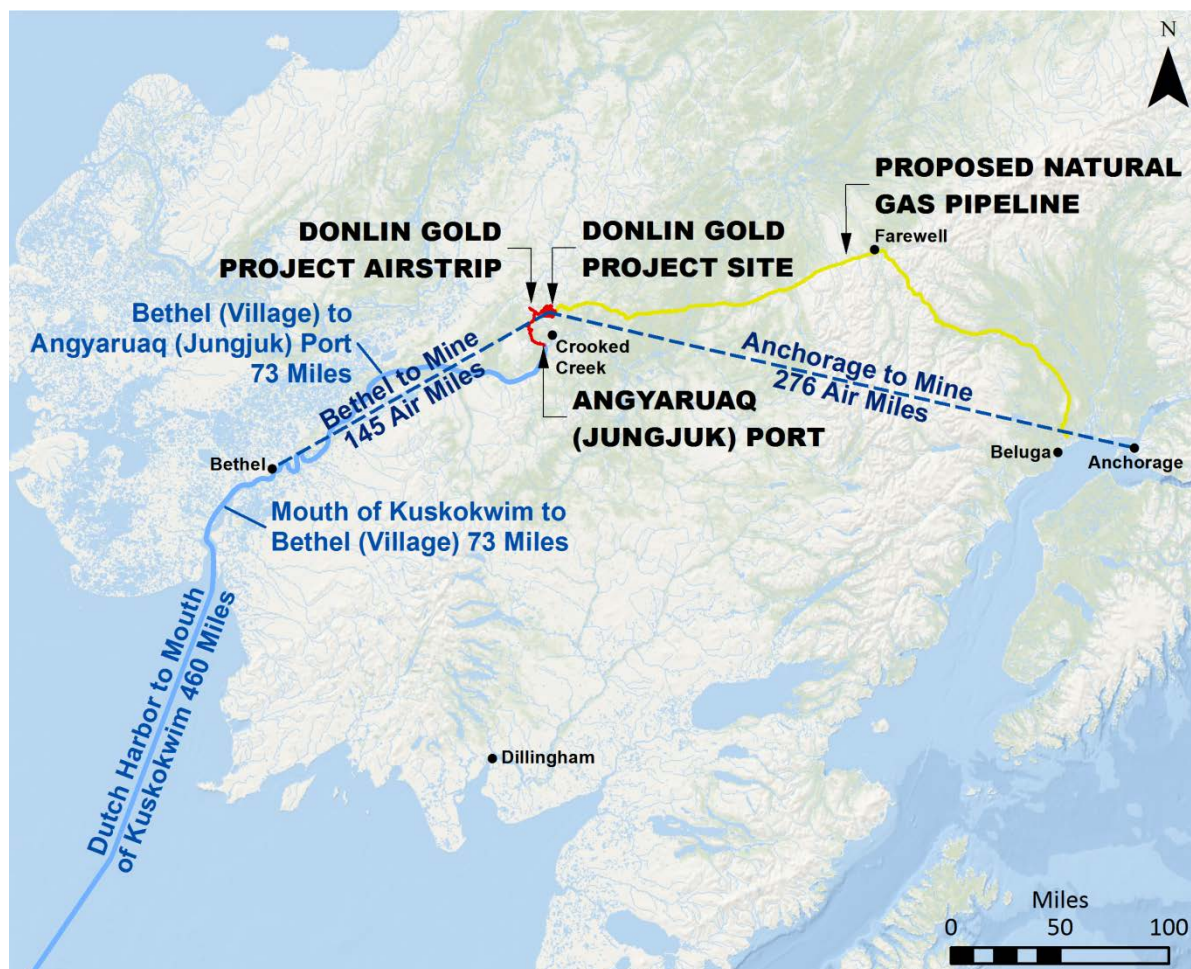 N
PROPOSED NATURAL
GAS PIPELINE
Farewell
DONLIN GOLD
PROJECT AIRSTRIP
DONLIN GOLD
PROJECT SITE
Bethel (Village) to
Angyaruaq (Jungjuk) Port
73 Miles
Crooked
Creek
Bethel to Mine
145 Air Miles
Anchorage to Mine
276 Air Miles
ANGYARUAQ
(JUNGJUK) PORT
Bethel
Beluga
Anchorage
Mouth of Kuskokwim to
Bethel (Village) 73 Miles
Dutch Harbor to Mouth
of Kuskokwim 460 Miles
Dillingham
Miles
0 50 100